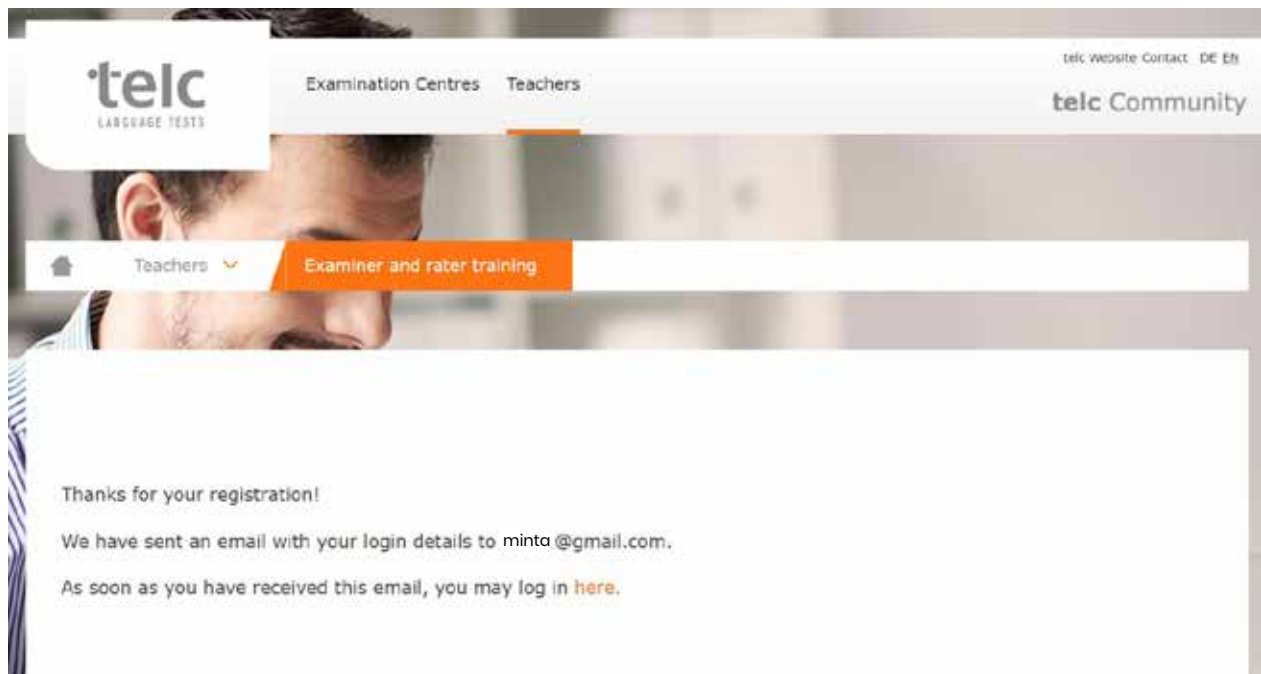 telc Website Contact DE EN
telc
LANGUAGE TESTS
Examination Centres Teachers
telc Community
Teachers
Examiner and rater training
Thanks for your registration!
We have sent an email with your login details to minta @gmail.com.
As soon as you have received this email, you may log in here.